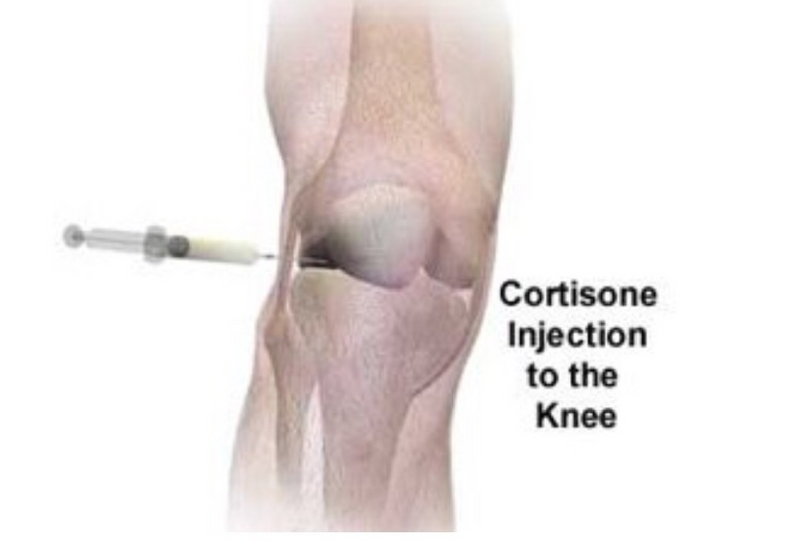 Cortisone
Injection
to the
Knee